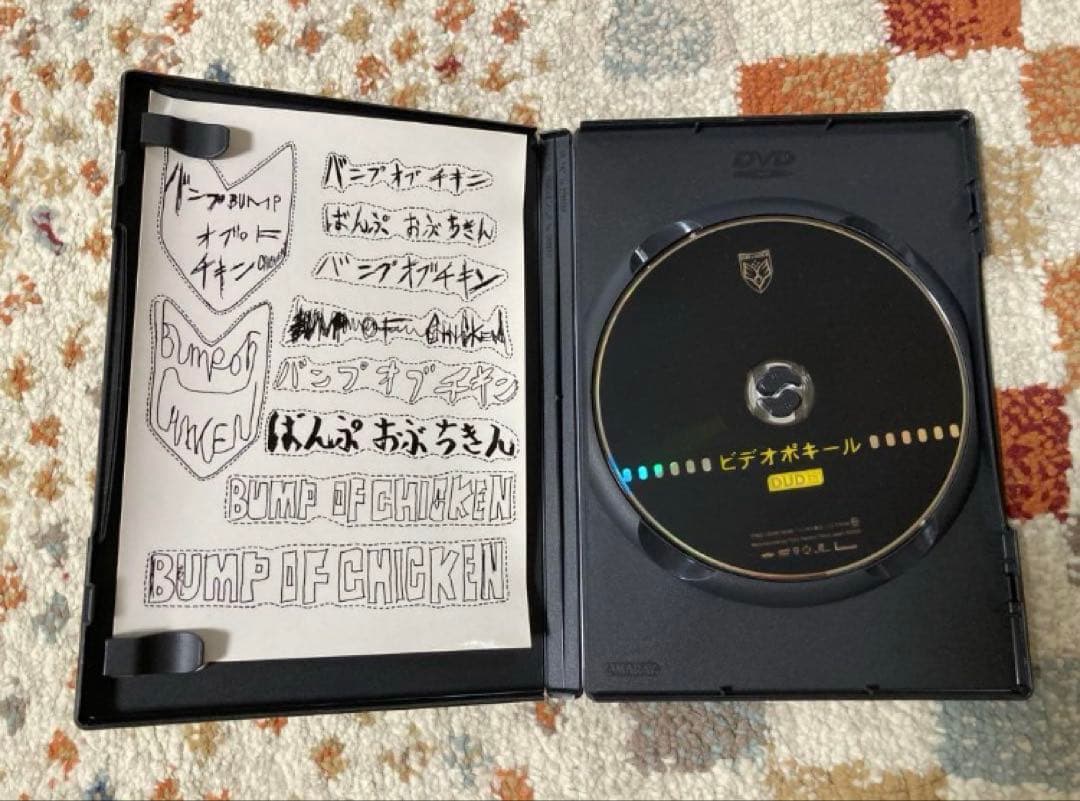 バンプ BUMP
オブ OF
チキン CHICKEN
BUMP OF
CHICKEN
バンプオブチキン
ばんぷ おぶちきん
バンプオブチキン
BUMP OF CHICKEN
バンプオブチキン
ばんぷ おぶ ちきん
BUMP OF CHICKEN
BUMP OF CHICKEN
DVD
ビデオポキール